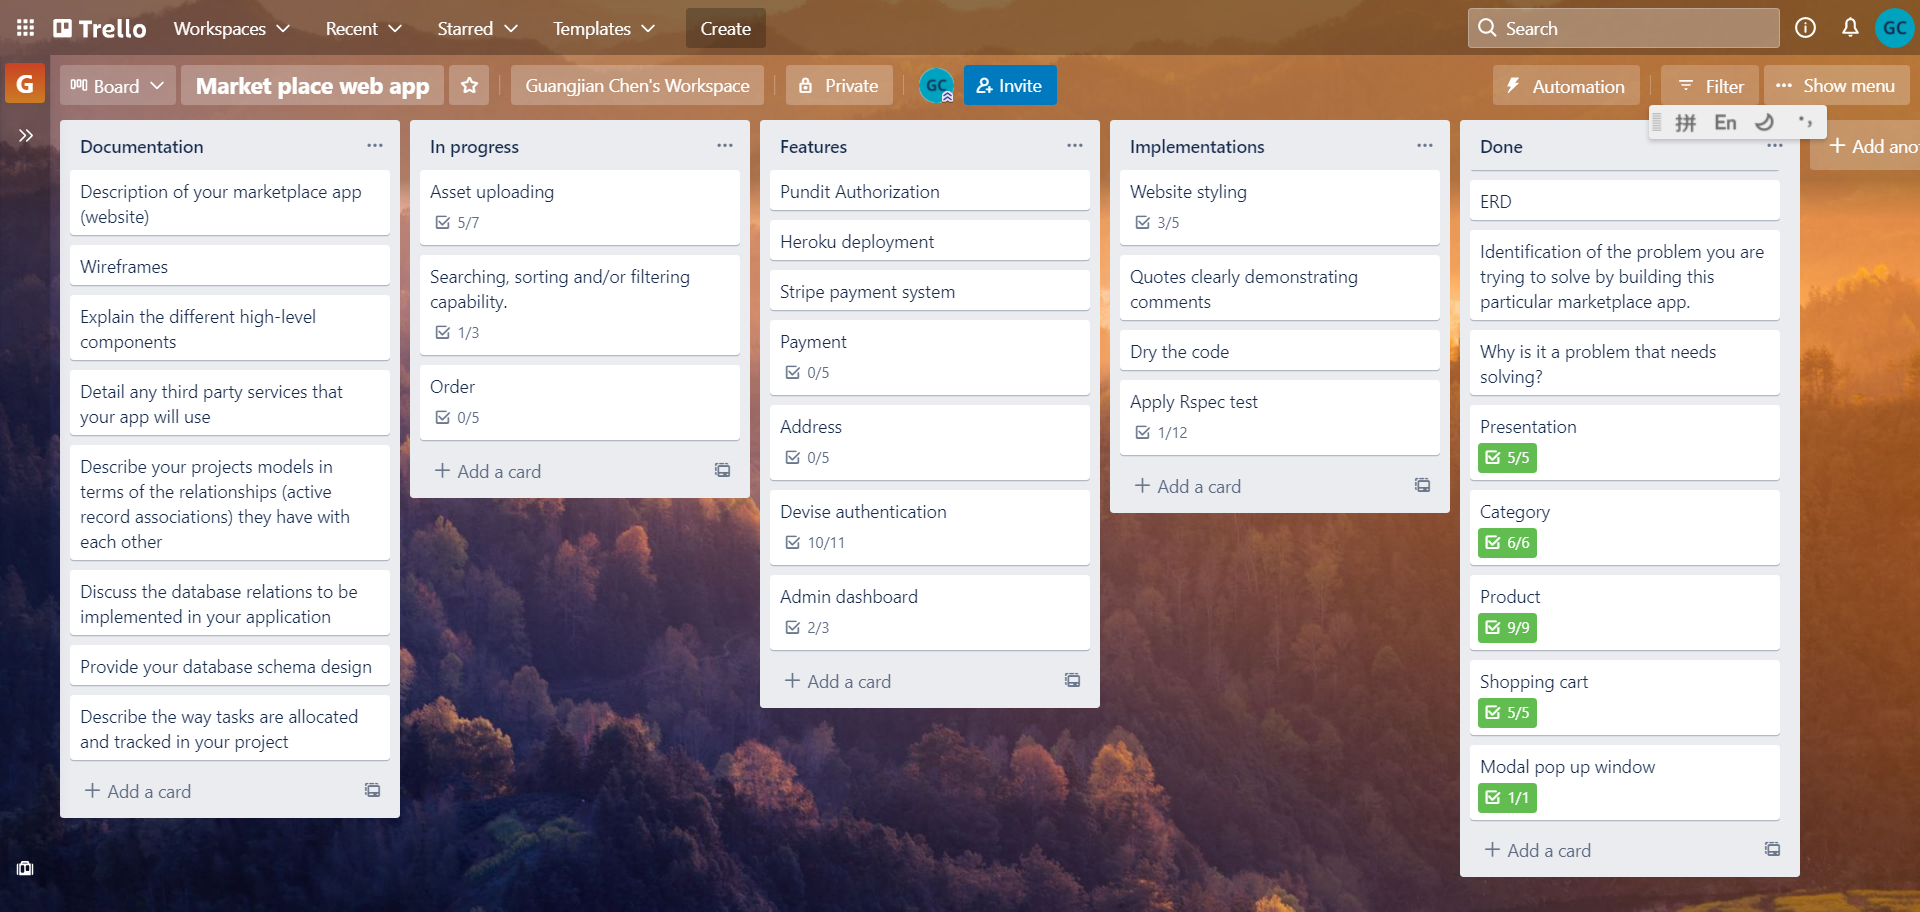 Trello
Workspaces
Recent
Starred
Templates
Create
Search
GC
G
Board
Market place web app
Guangjian Chen's Workspace
Private
GC
Invite
Automation
Filter
Show menu
拼 En
Documentation
Description of your marketplace app
(website)
Wireframes
Explain the different high-level
components
Detail any third party services that
your app will use
Describe your projects models in
terms of the relationships (active
record associations) they have with
each other
Discuss the database relations to be
implemented in your application
Provide your database schema design
Describe the way tasks are allocated
and tracked in your project
+ Add a card
In progress
Asset uploading
5/7
Searching, sorting and/or filtering
capability.
1/3
Order
0/5
+ Add a card
Features
Pundit Authorization
Heroku deployment
Stripe payment system
Payment
0/5
Address
0/5
Devise authentication
10/11
Admin dashboard
2/3
+ Add a card
Implementations
Website styling
3/5
Quotes clearly demonstrating
comments
Dry the code
Apply Rspec test
1/12
+ Add a card
Done
ERD
Identification of the problem you are
trying to solve by building this
particular marketplace app.
Why is it a problem that needs
solving?
Presentation
5/5
Category
6/6
Product
9/9
Shopping cart
5/5
Modal pop up window
1/1
+ Add a card
+ Add ano